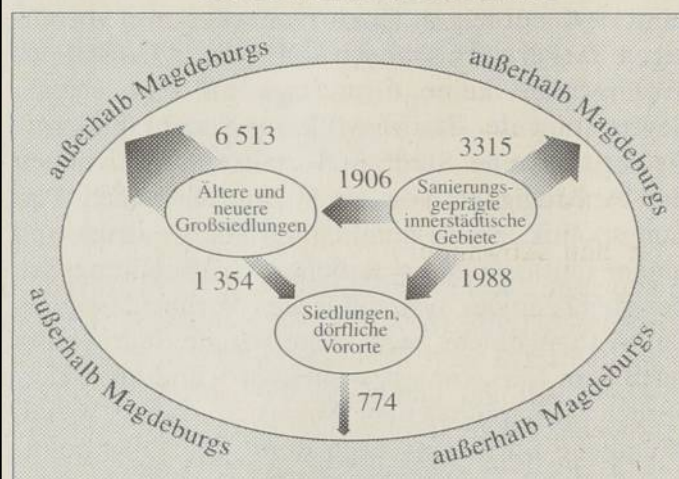 außerhalb Magdeburgs
außerhalb Magdeburgs
6 513
3315
1906
Ältere und
neuere
Großsiedlungen
Sanierungs-
geprägte
innerstädtische
Gebiete
1 354
1988
Siedlungen,
dörfliche
Vororte
774
außerhalb Magdeburgs
außerhalb Magdeburgs